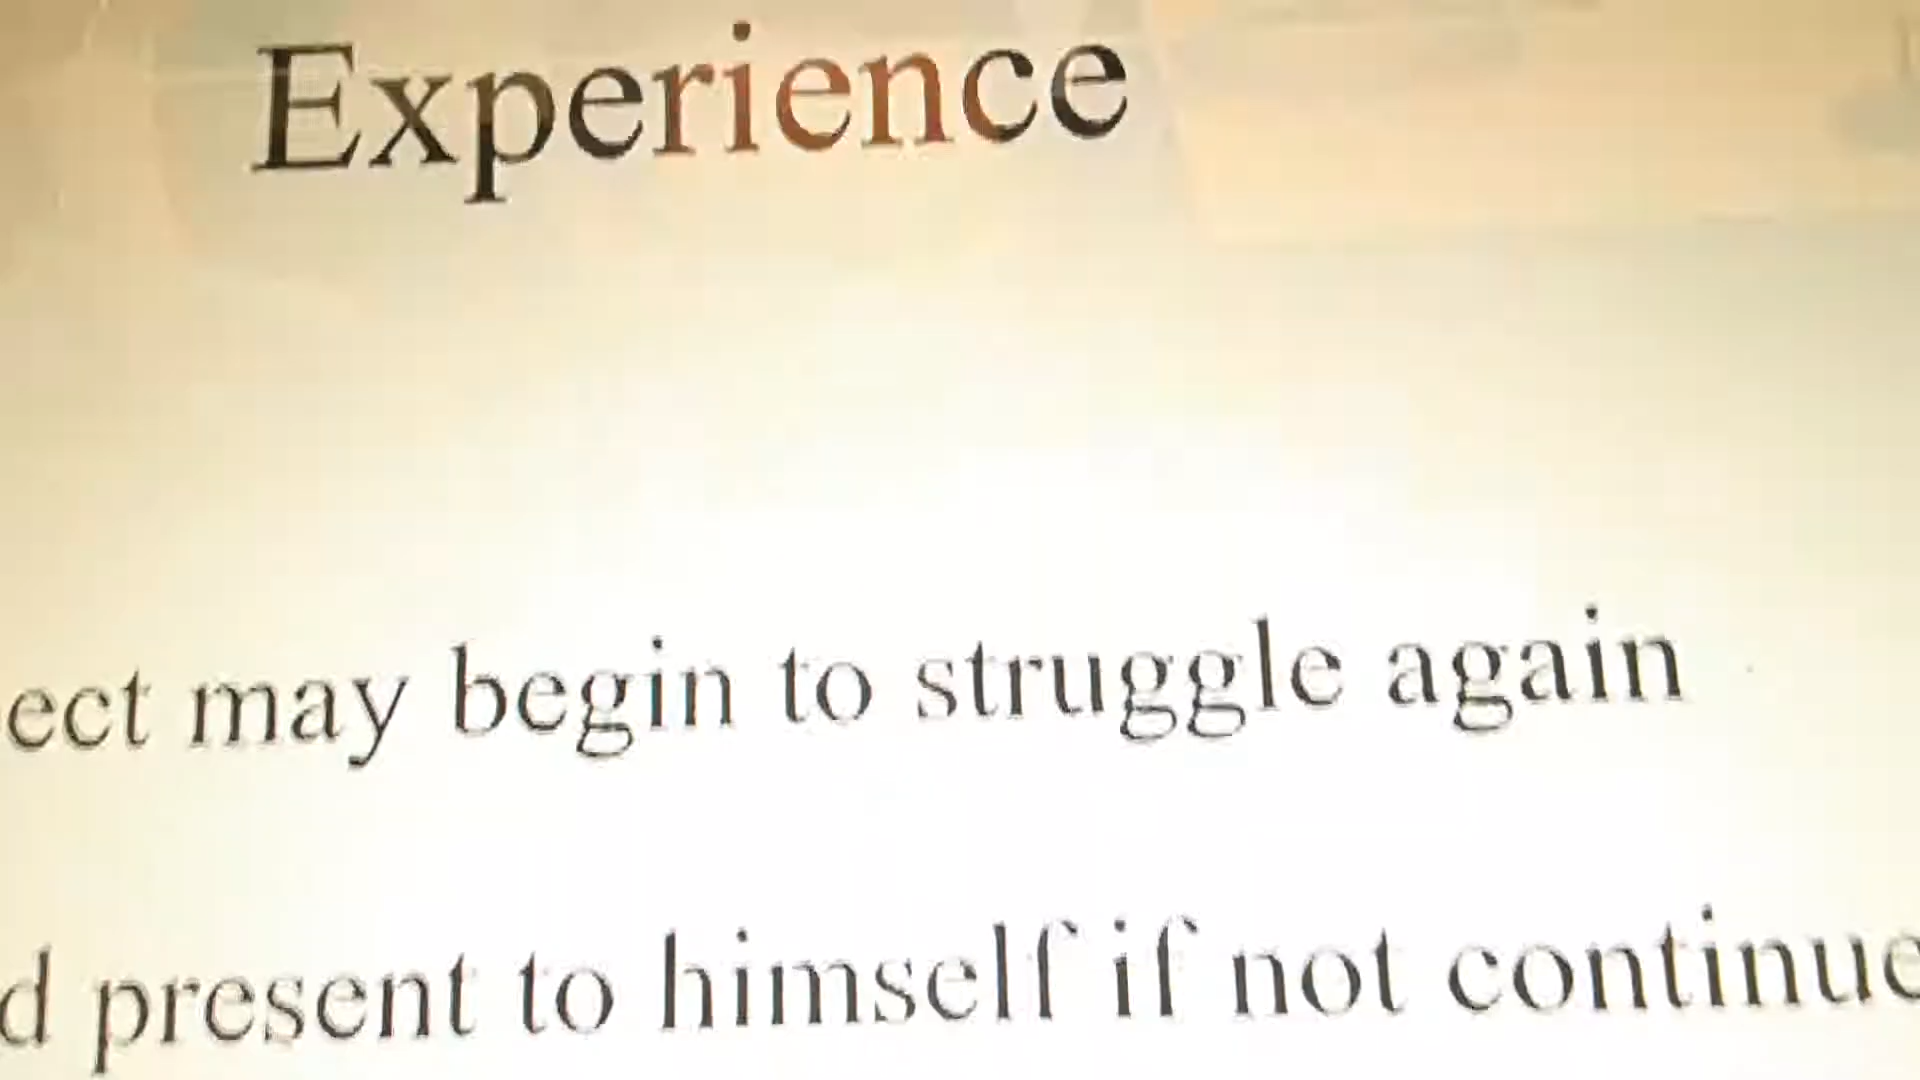 Experience
ect may begin to struggle again
d present to himself if not continue